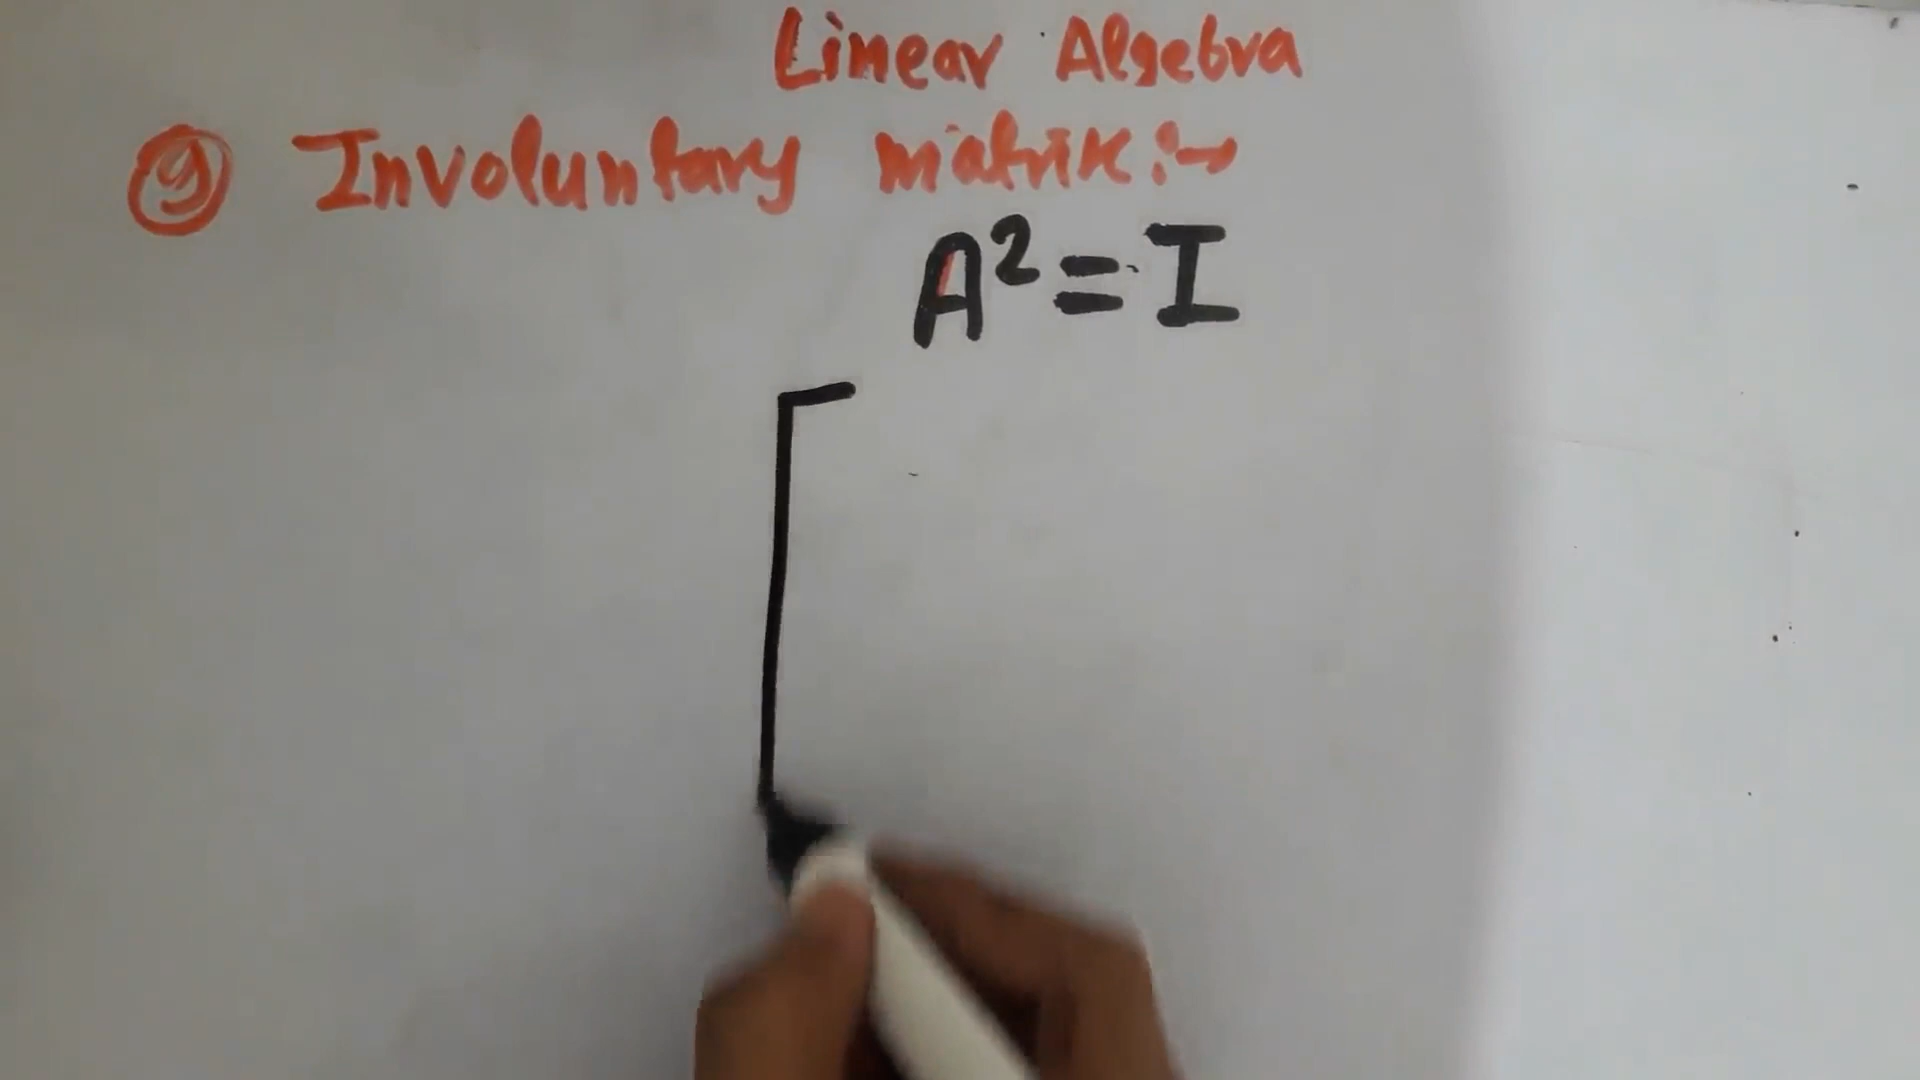 Linear Algebra
⑨ Involuntary matrix:→
A² = I
[